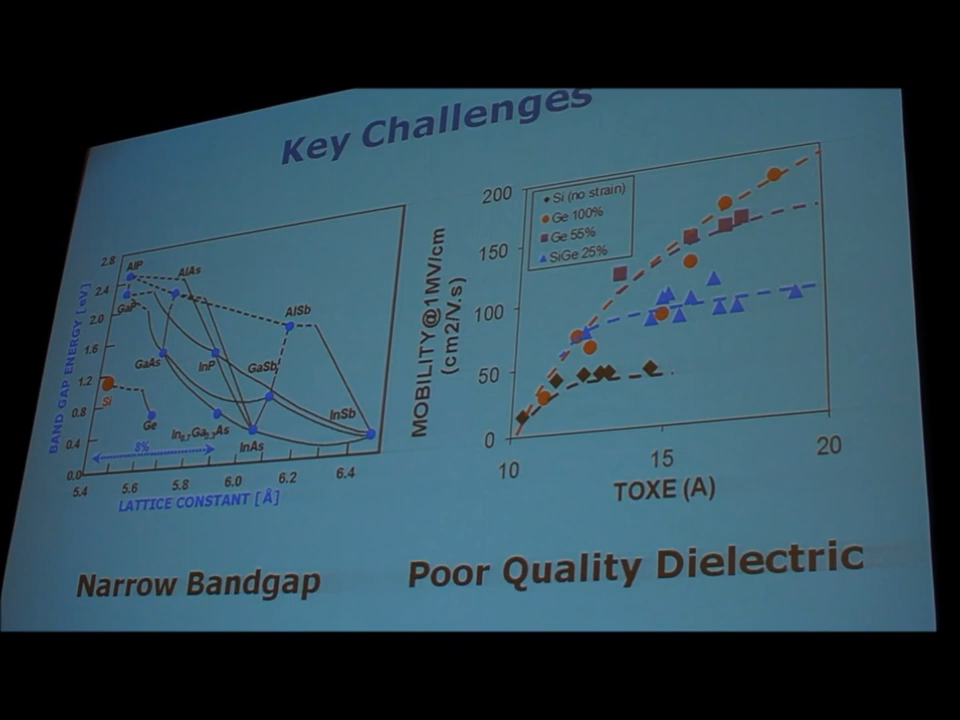 Key Challenges
BAND GAP ENERGY [eV]
2.8
2.4
2.0
1.6
1.2
0.8
0.4
0.0
AlP
AlAs
GaP
AlSb
GaAs
InP
GaSb
Si
Ge
In0.7Ga0.3As
InSb
InAs
8%
5.4
5.6
5.8
6.0
6.2
6.4
LATTICE CONSTANT [Å]
Narrow Bandgap
MOBILITY@1MV/cm
(cm2/V.s)
200
150
100
50
0
Si (no strain)
Ge 100%
Ge 55%
SiGe 25%
10
15
20
TOXE (A)
Poor Quality Dielectric